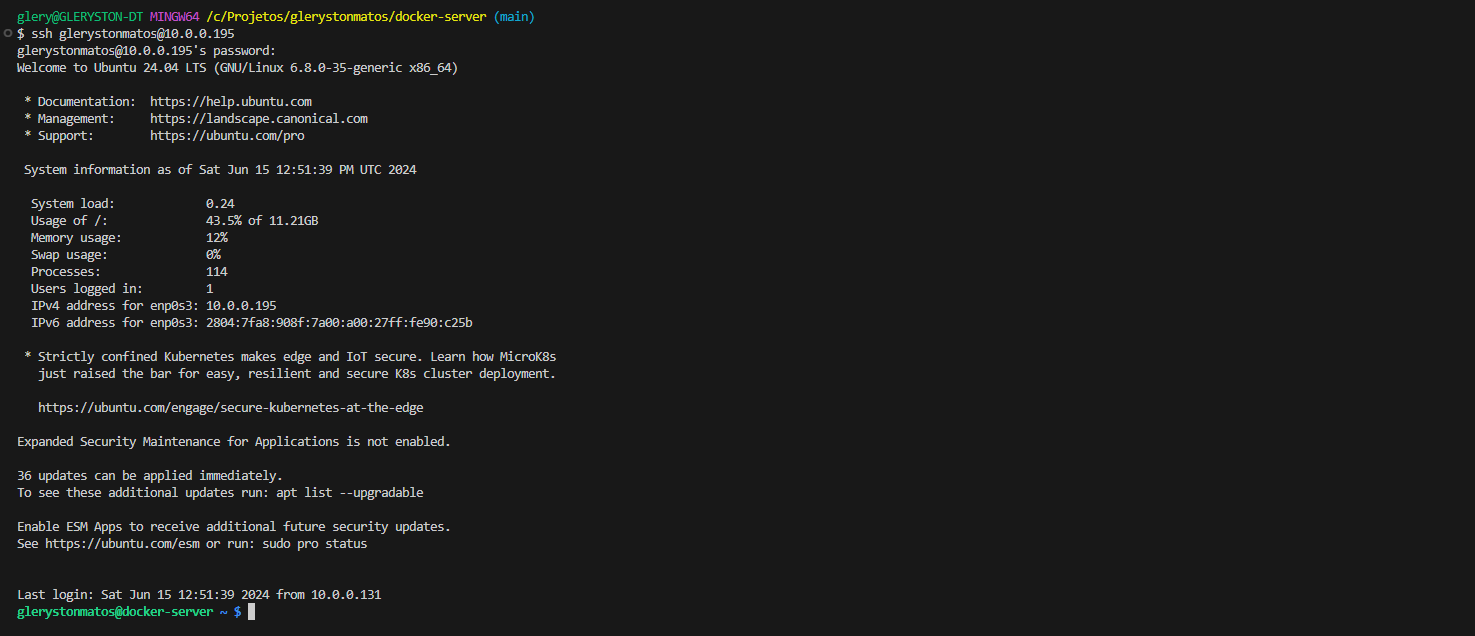 glery@GLERYSTON-DT MINGW64 /c/Projetos/glerystonmatos/docker-server (main)
$ ssh glerystonmatos@10.0.0.195
glerystonmatos@10.0.0.195's password:
Welcome to Ubuntu 24.04 LTS (GNU/Linux 6.8.0-35-generic x86_64)
* Documentation:  https://help.ubuntu.com
* Management:     https://landscape.canonical.com
* Support:        https://ubuntu.com/pro
System information as of Sat Jun 15 12:51:39 PM UTC 2024
System load:             0.24
Usage of /:              43.5% of 11.21GB
Memory usage:            12%
Swap usage:              0%
Processes:               114
Users logged in:         1
IPv4 address for enp0s3: 10.0.0.195
IPv6 address for enp0s3: 2804:7fa8:908f:7a00:a00:27ff:fe90:c25b
* Strictly confined Kubernetes makes edge and IoT secure. Learn how MicroK8s
just raised the bar for easy, resilient and secure K8s cluster deployment.
https://ubuntu.com/engage/secure-kubernetes-at-the-edge
Expanded Security Maintenance for Applications is not enabled.
36 updates can be applied immediately.
To see these additional updates run: apt list --upgradable
Enable ESM Apps to receive additional future security updates.
See https://ubuntu.com/esm or run: sudo pro status
Last login: Sat Jun 15 12:51:39 2024 from 10.0.0.131
glerystonmatos@docker-server ~ $